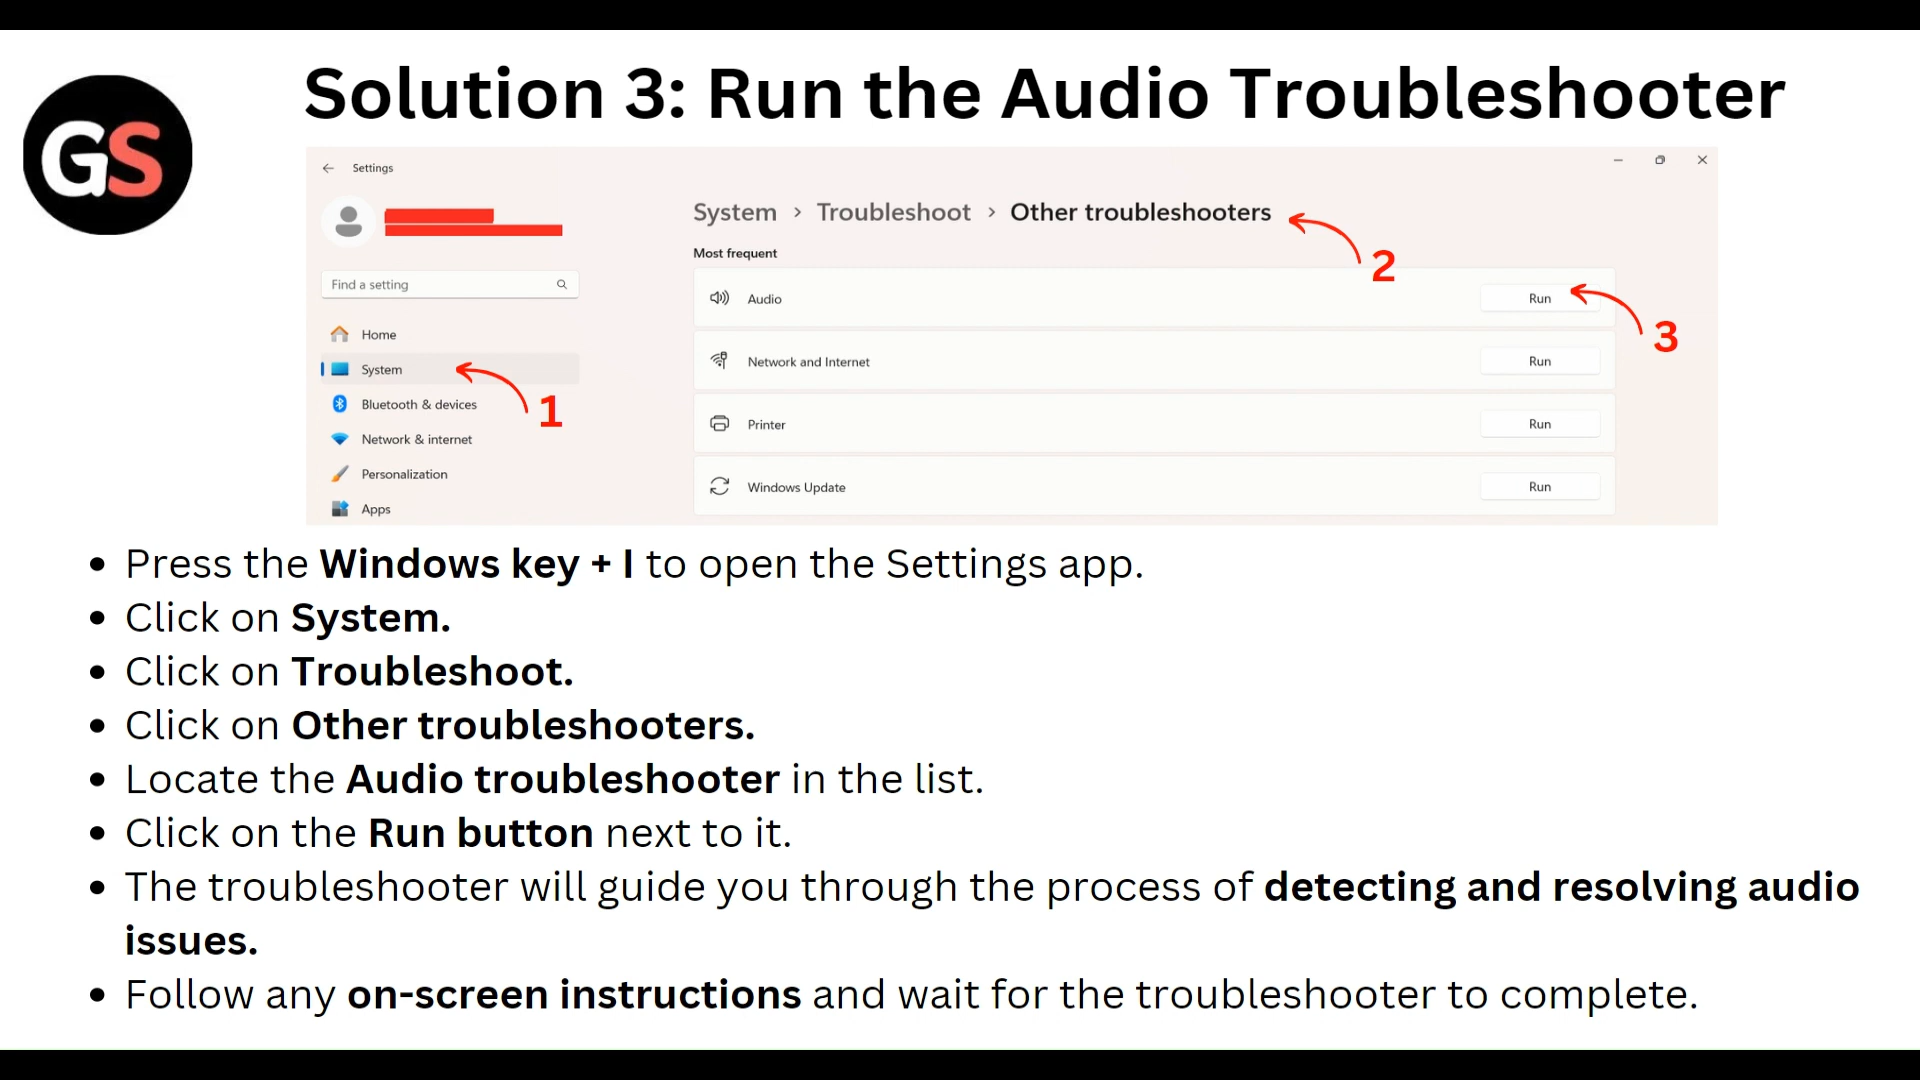 GS
Solution 3: Run the Audio Troubleshooter
Settings
System > Troubleshoot > Other troubleshooters
2
Most frequent
Find a setting
Audio
Run
3
Home
System
1
Network and Internet
Run
Bluetooth & devices
Printer
Run
Network & internet
Personalization
Windows Update
Run
Apps
• Press the Windows key + I to open the Settings app.
• Click on System.
• Click on Troubleshoot.
• Click on Other troubleshooters.
• Locate the Audio troubleshooter in the list.
• Click on the Run button next to it.
• The troubleshooter will guide you through the process of detecting and resolving audio
issues.
• Follow any on-screen instructions and wait for the troubleshooter to complete.